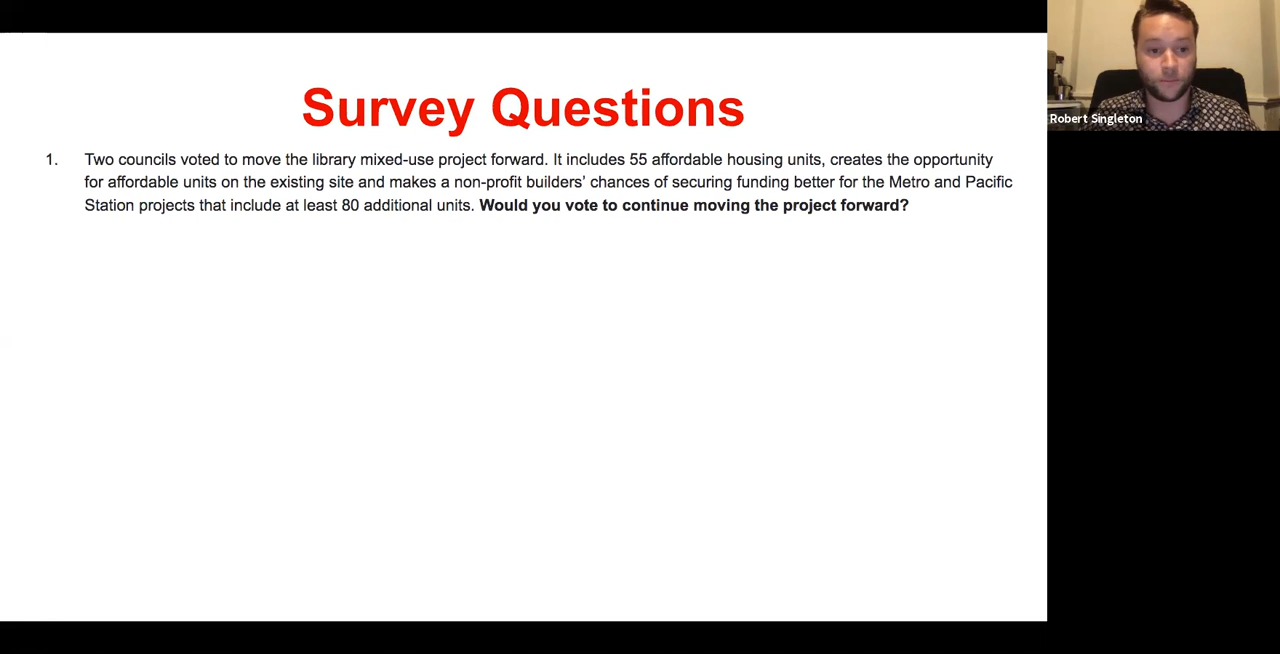 Survey Questions
1. Two councils voted to move the library mixed-use project forward. It includes 55 affordable housing units, creates the opportunity
for affordable units on the existing site and makes a non-profit builders’ chances of securing funding better for the Metro and Pacific
Station projects that include at least 80 additional units. Would you vote to continue moving the project forward?
Robert Singleton